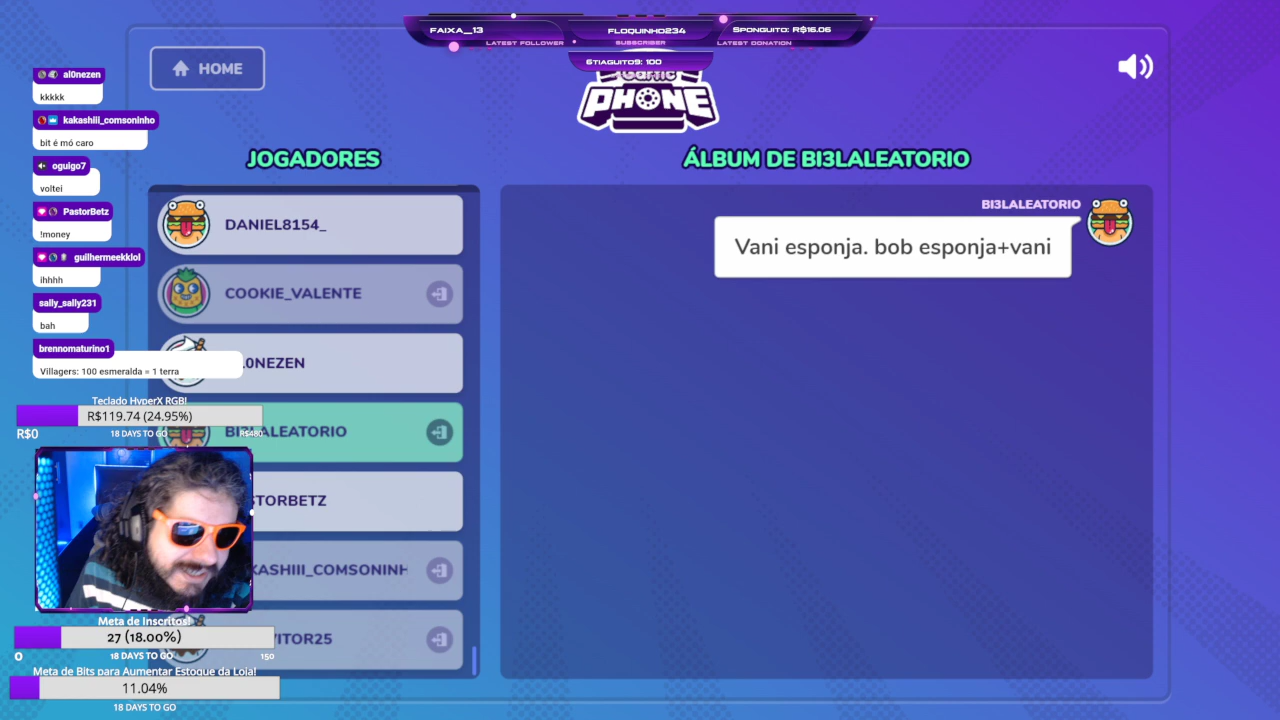 FAIXA_13
LATEST FOLLOWER
FLOQUINHO234
SUBSCRIBER
SPONGUITO: R$16.06
LATEST DONATION
6TIAGUITO9: 100
HOME
PHONE
al0nezen
kkkkk
kakashiii_comsoninho
bit é mó caro
oguigo7
voltei
PastorBetz
!money
guilhermeekklol
ihhhh
sally_sally231
bah
brennomaturino1
Villagers: 100 esmeralda = 1 terra
JOGADORES
DANIEL8154_
COOKIE_VALENTE
L0NEZEN
BI3LALEATORIO
STORBETZ
KASHIII_COMSONINH
VITOR25
ÁLBUM DE BI3LALEATORIO
BI3LALEATORIO
Vani esponja. bob esponja+vani
Teclado HyperX RGB!
R$119.74 (24.95%)
R$0
18 DAYS TO GO
R$480
Meta de Inscritos!
27 (18.00%)
0
18 DAYS TO GO
150
Meta de Bits para Aumentar Estoque da Loja!
11.04%
18 DAYS TO GO